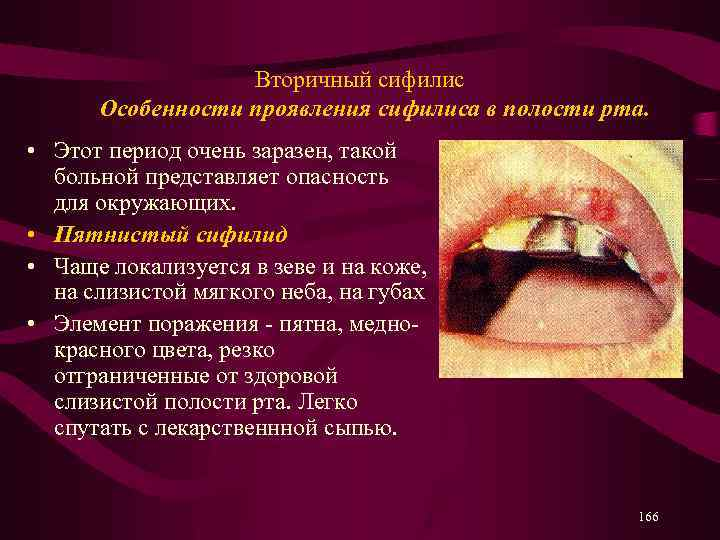 Вторичный сифилис
Особенности проявления сифилиса в полости рта.
• Этот период очень заразен, такой
больной представляет опасность
для окружающих.
• Пятнистый сифилид
• Чаще локализуется в зеве и на коже,
на слизистой мягкого неба, на губах
• Элемент поражения - пятна, медно-
красного цвета, резко
отграниченные от здоровой
слизистой полости рта. Легко
спутать с лекарственнной сыпью.
166